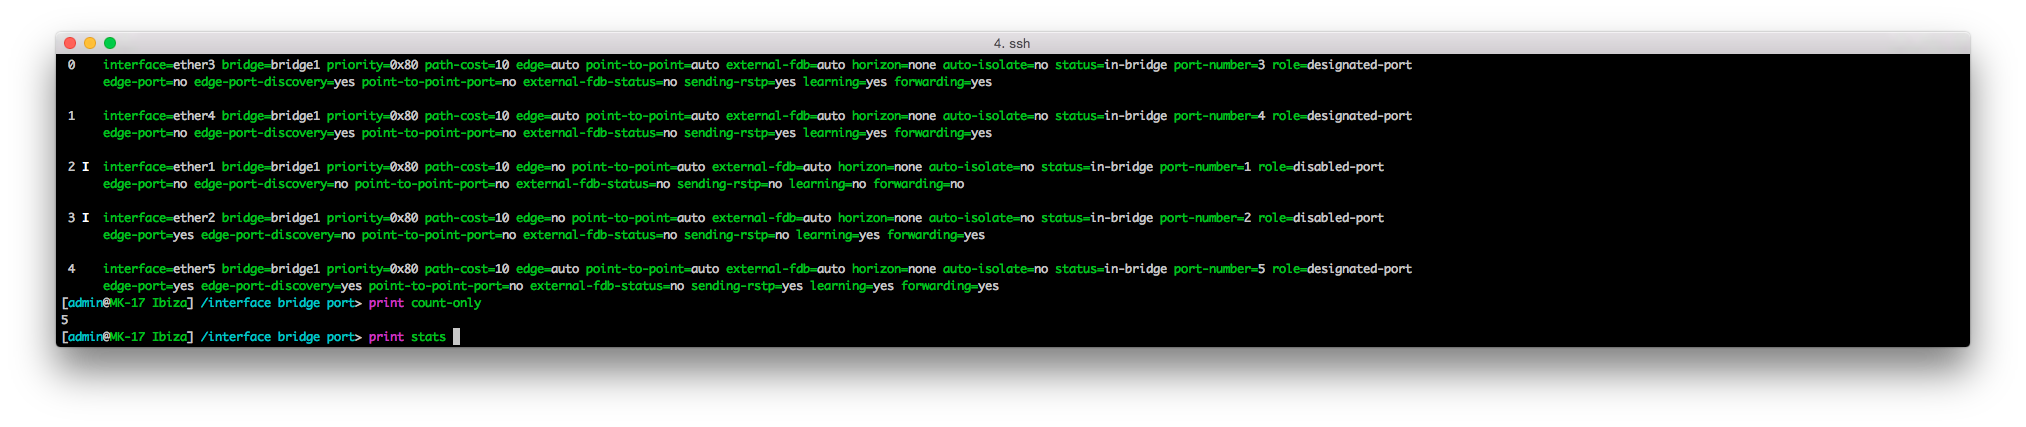 4. ssh
0 interface=ether3 bridge=bridge1 priority=0x80 path-cost=10 edge=auto point-to-point=auto external-fdb=auto horizon=none auto-isolate=no status=in-bridge port-number=3 role=designated-port
edge-port=no edge-port-discovery=yes point-to-point-port=no external-fdb-status=no sending-rstp=yes learning=yes forwarding=yes
1 interface=ether4 bridge=bridge1 priority=0x80 path-cost=10 edge=auto point-to-point=auto external-fdb=auto horizon=none auto-isolate=no status=in-bridge port-number=4 role=designated-port
edge-port=no edge-port-discovery=yes point-to-point-port=no external-fdb-status=no sending-rstp=yes learning=yes forwarding=yes
2 I interface=ether1 bridge=bridge1 priority=0x80 path-cost=10 edge=no point-to-point=auto external-fdb=auto horizon=none auto-isolate=no status=in-bridge port-number=1 role=disabled-port
edge-port=no edge-port-discovery=no point-to-point-port=no external-fdb-status=no sending-rstp=no learning=no forwarding=no
3 I interface=ether2 bridge=bridge1 priority=0x80 path-cost=10 edge=no point-to-point=auto external-fdb=auto horizon=none auto-isolate=no status=in-bridge port-number=2 role=disabled-port
edge-port=yes edge-port-discovery=no point-to-point-port=no external-fdb-status=no sending-rstp=no learning=yes forwarding=yes
4 interface=ether5 bridge=bridge1 priority=0x80 path-cost=10 edge=auto point-to-point=auto external-fdb=auto horizon=none auto-isolate=no status=in-bridge port-number=5 role=designated-port
edge-port=yes edge-port-discovery=yes point-to-point-port=no external-fdb-status=no sending-rstp=yes learning=yes forwarding=yes
[admin@MK-17 Ibiza] /interface bridge port> print count-only
5
[admin@MK-17 Ibiza] /interface bridge port> print stats